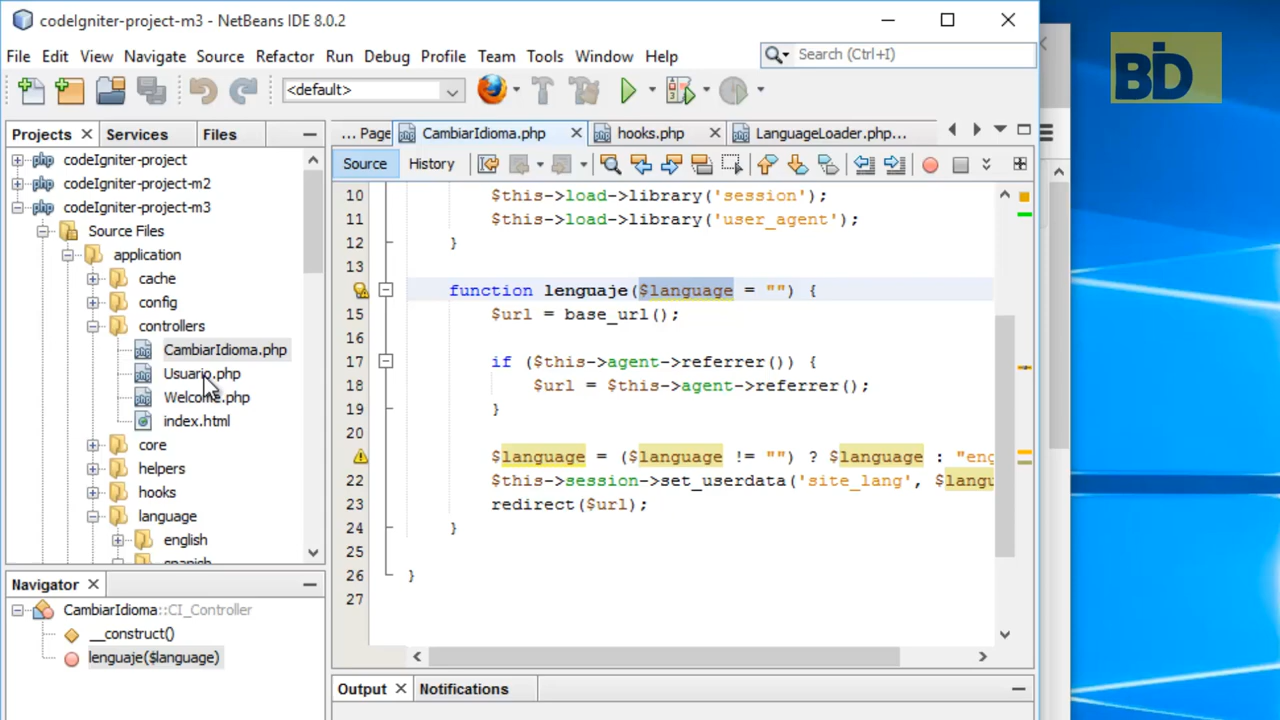 codeIgniter-project-m3 - NetBeans IDE 8.0.2
File Edit View Navigate Source Refactor Run Debug Profile Team Tools Window Help
Search (Ctrl+I)
<default>
BID
Projects Services Files
... Page CambiarIdioma.php hooks.php LanguageLoader.php...
Source History
codeIgniter-project
codeIgniter-project-m2
codeIgniter-project-m3
Source Files
application
cache
config
controllers
CambiarIdioma.php
Usuario.php
Welcome.php
index.html
core
helpers
hooks
language
english
spanish
10 $this->load->library('session');
11 $this->load->library('user_agent');
12 }
13
function lenguaje($language = "") {
15 $url = base_url();
16
17 if ($this->agent->referrer()) {
18 $url = $this->agent->referrer();
19 }
20
$language = ($language != "") ? $language : "eng
22 $this->session->set_userdata('site_lang', $langu
23 redirect($url);
24 }
25
26 }
27
Navigator
CambiarIdioma::CI_Controller
__construct()
lenguaje($language)
Output Notifications